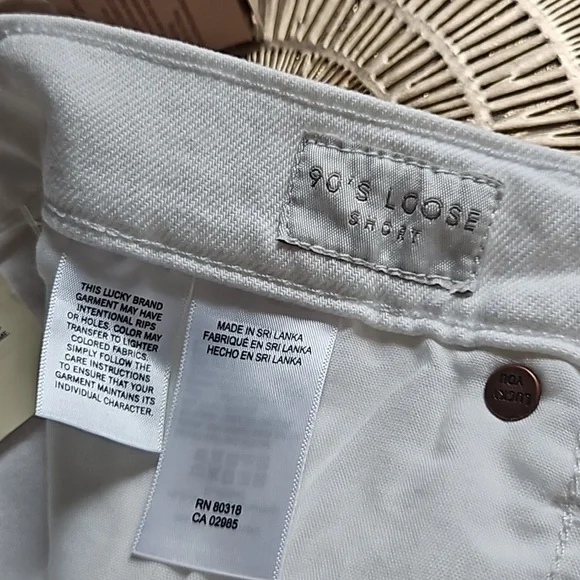 90'S LOOSE
SHORT
THIS LUCKY BRAND
GARMENT MAY HAVE
INTENTIONAL RIPS
OR HOLES. COLOR MAY
TRANSFER TO LIGHTER
COLORED FABRICS.
SIMPLY FOLLOW THE
CARE INSTRUCTIONS
TO ENSURE THAT YOUR
GARMENT MAINTAINS ITS
INDIVIDUAL CHARACTER.
MADE IN SRI LANKA
FABRIQUÉ EN SRI LANKA
HECHO EN SRI LANKA
RN 80318
CA 02985
LUCKY
YOU